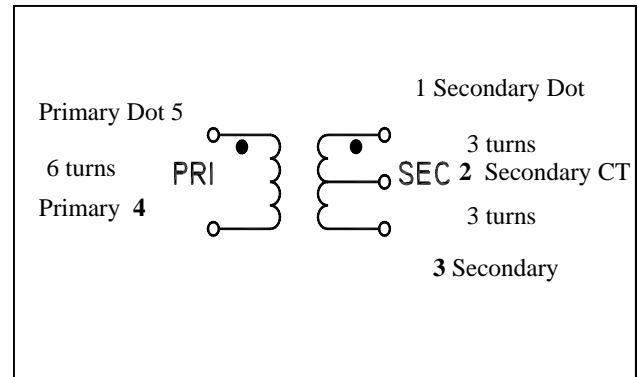 1 Secondary Dot
Primary Dot 5
3 turns
6 turns
PRI
SEC 2 Secondary CT
Primary 4
3 turns
3 Secondary